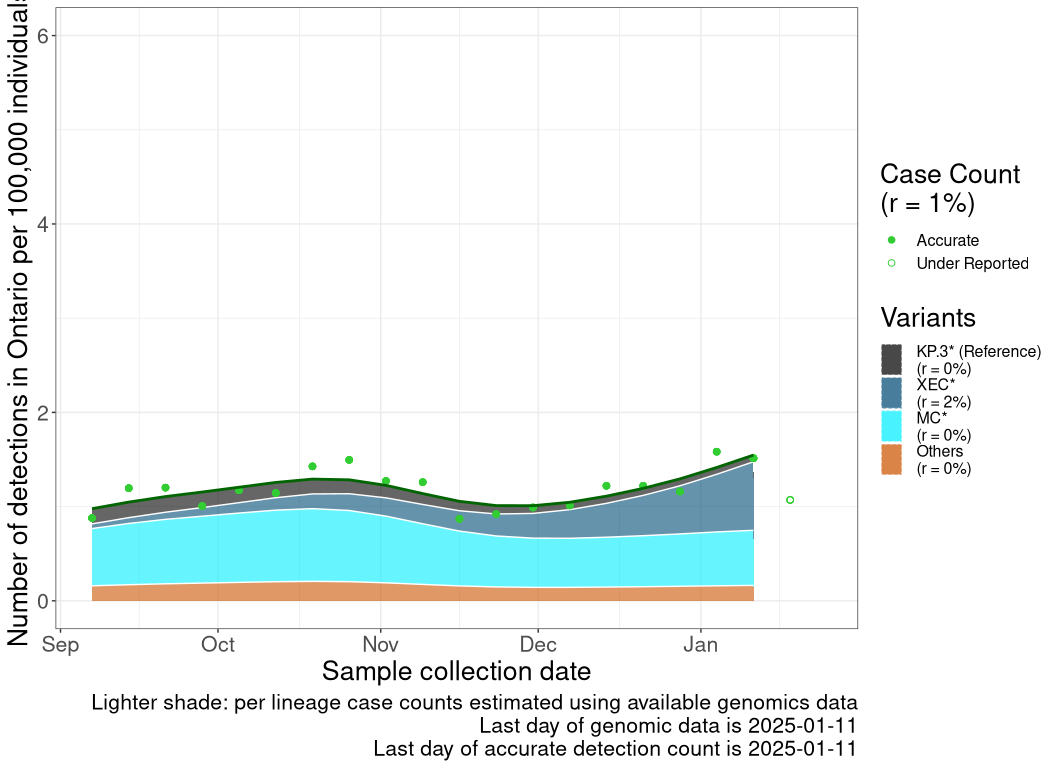 Number of detections in Ontario per 100,000 individuals
6
4
2
0
Sep Oct Nov Dec Jan
Sample collection date
Lighter shade: per lineage case counts estimated using available genomics data
Last day of genomic data is 2025-01-11
Last day of accurate detection count is 2025-01-11
Case Count
(r = 1%)
Accurate
Under Reported
Variants
KP.3* (Reference)
(r = 0%)
XEC*
(r = 2%)
MC*
(r = 0%)
Others
(r = 0%)